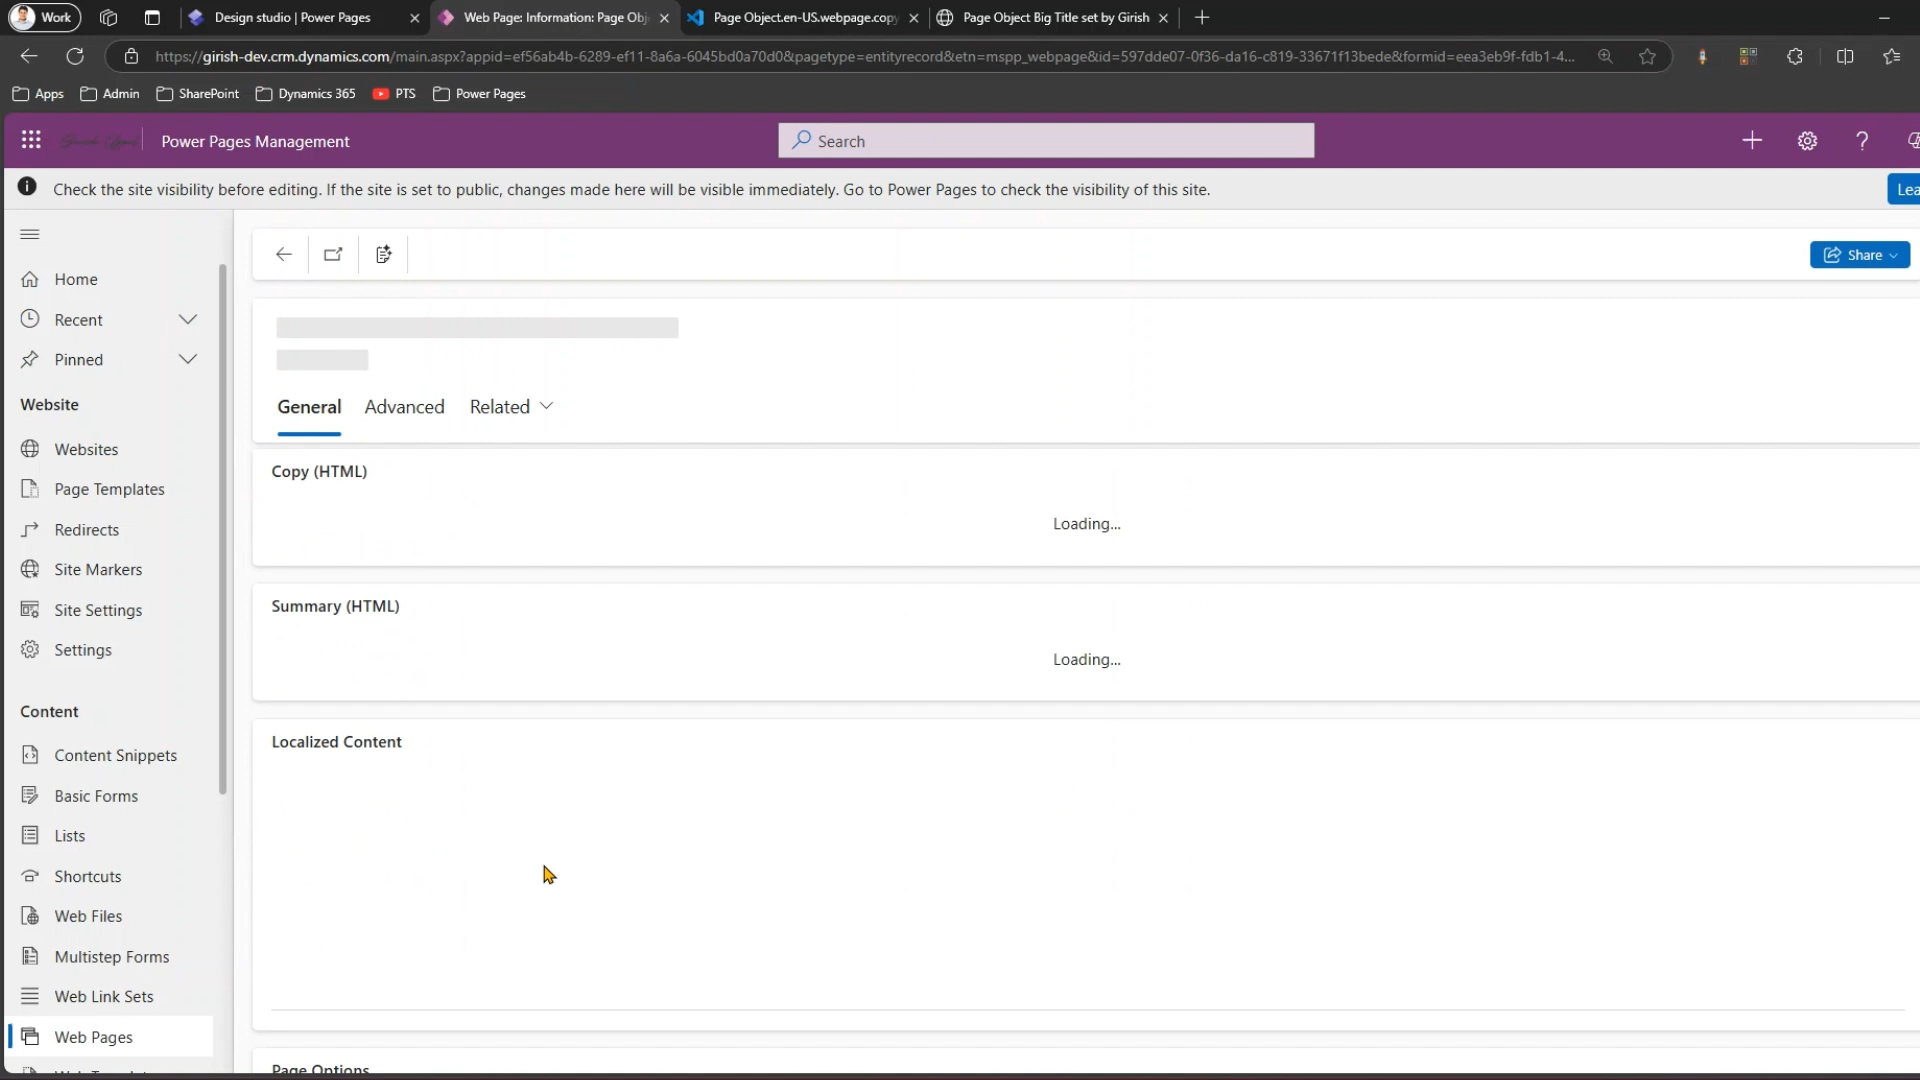 Work
Design studio | Power Pages
Web Page: Information: Page Obj
Page Object.en-US.webpage.copy
Page Object Big Title set by Girish
https://girish-dev.crm.dynamics.com/main.aspx?appid=ef56ab4b-6289-ef11-8a6a-6045bd0a70d0&pagetype=entityrecord&etn=mspp_webpage&id=597dde07-0f36-da16-c819-33671f13bede&formid=eea3eb9f-fdb1-4...
Apps
Admin
SharePoint
Dynamics 365
PTS
Power Pages
Power Pages Management
Search
Check the site visibility before editing. If the site is set to public, changes made here will be visible immediately. Go to Power Pages to check the visibility of this site.
Lea
Share
Home
Recent
Pinned
Website
Websites
Page Templates
Redirects
Site Markers
Site Settings
Settings
Content
Content Snippets
Basic Forms
Lists
Shortcuts
Web Files
Multistep Forms
Web Link Sets
Web Pages
General
Advanced
Related
Copy (HTML)
Loading...
Summary (HTML)
Loading...
Localized Content
Page Options